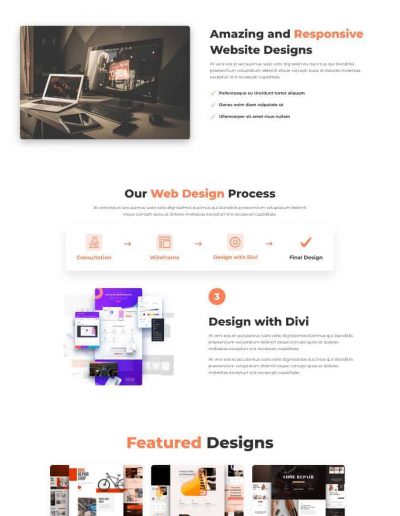 Amazing and Responsive
Website Designs
At vero eos et accusamus iusto odio dignissimos ducimus qui blanditiis
praesentium voluptatum deleniti atque corrupti quos et dolores molestias
excepturi sint occaecati cupiditate.
Pellentesque eu tincidunt tortor aliquam
Donec enim diam vulputate ut
Ullamcorper sit amet risus nullam
Our Web Design Process
At vero eos et accusamus iusto odio dignissimos ducimus qui blanditiis praesentium voluptatum deleniti
atque corrupti quos et dolores molestias excepturi sint occaecati cupiditate.
Consultation
Wireframe
Design with Divi
Final Design
3
Design with Divi
At vero eos et accusamus iusto odio dignissimos ducimus qui blanditiis
praesentium voluptatum deleniti atque corrupti quos et dolores
molestias excepturi sint occaecati cupiditate.
At vero eos et accusamus iusto odio dignissimos ducimus qui blanditiis
praesentium voluptatum deleniti atque corrupti quos et dolores
molestias excepturi sint occaecati cupiditate.
Featured Designs
BIKE
REPAIR
SHOP
SHOE REPAIR